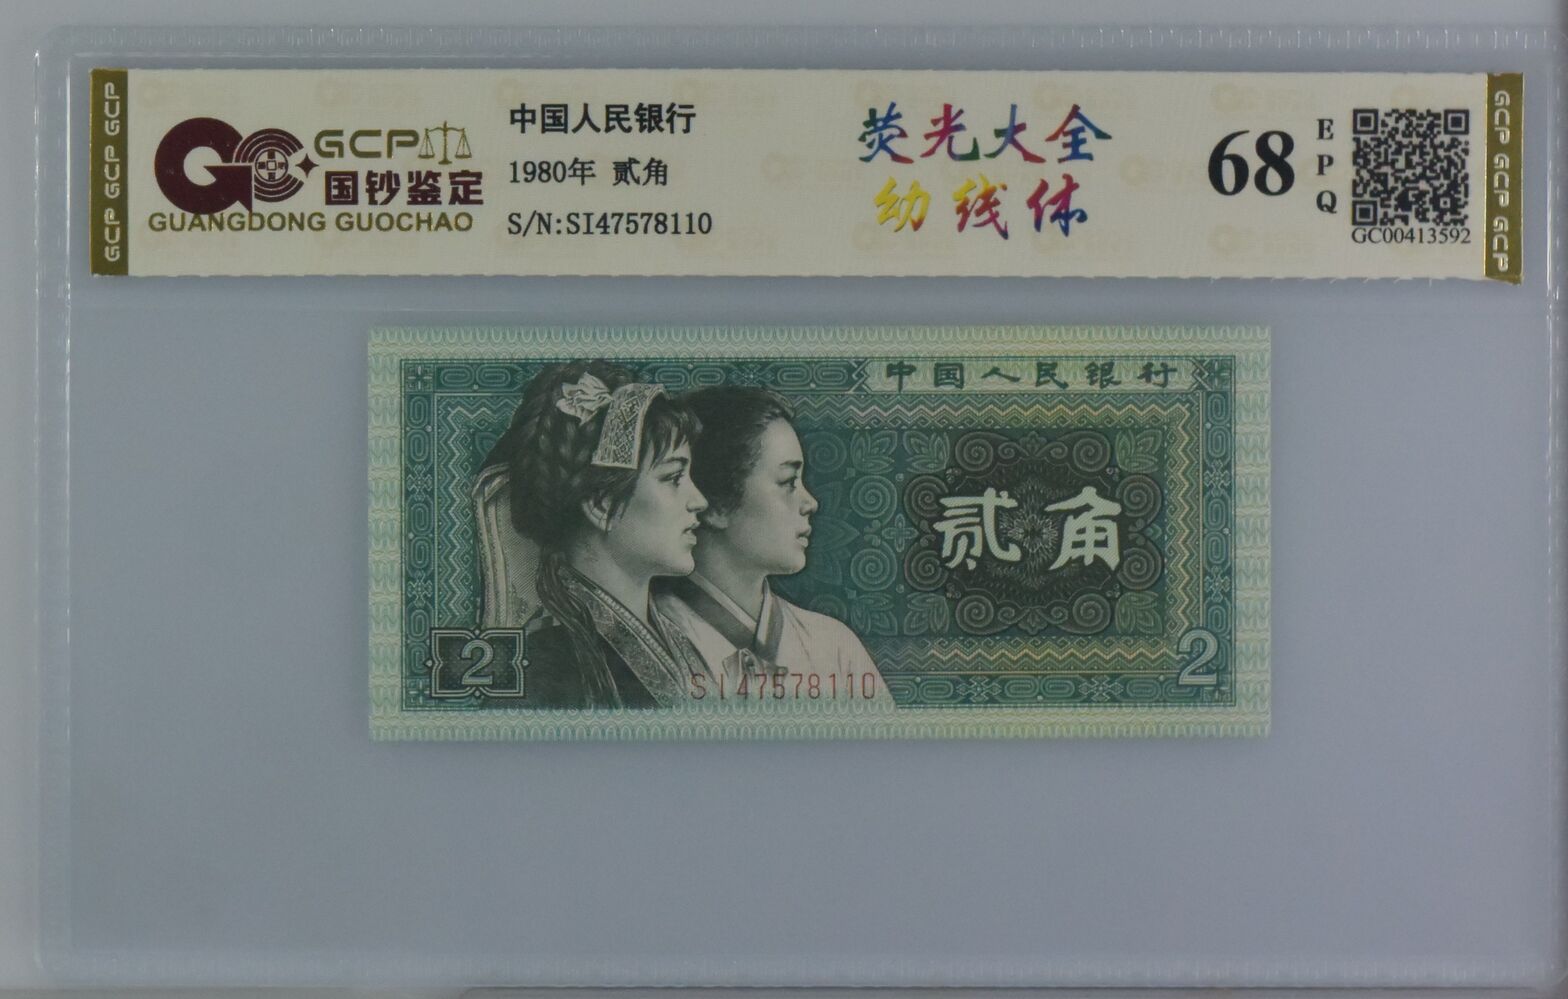 GCP GCP GCP
GCP
国钞鉴定
GUANGDONG GUOCHAO
中国人民银行
1980年 贰角
S/N:SI47578110
荧光大全
幼线体
68
EPQ
GC00413592
GCP GCP GCP
中国人民银行
贰角
2
2
SI47578110